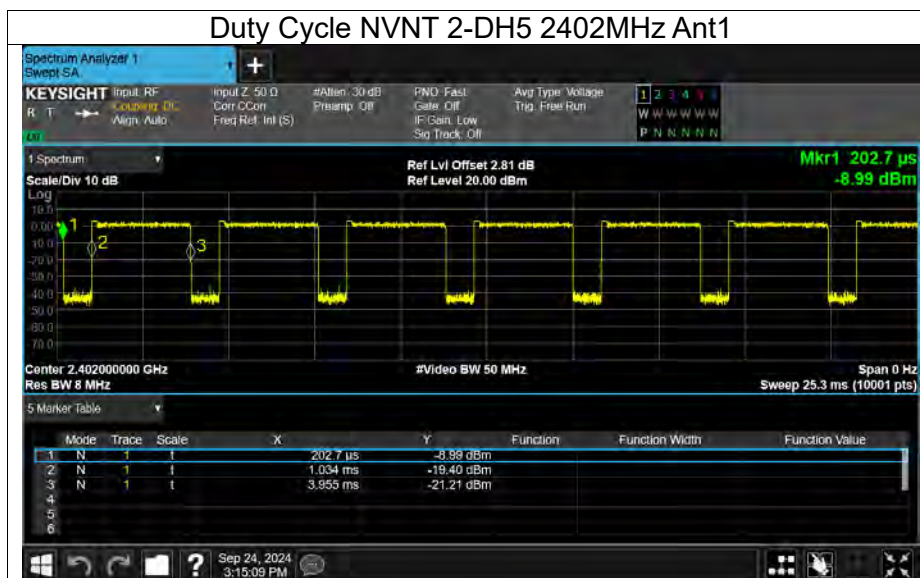 Duty Cycle NVNT 2-DH5 2402MHz Ant1
Spectrum Analyzer 1
Swept SA
+
KEYSIGHT Input: RF Input Z: 50 Ω #Atten: 30 dB PNO: Fast Avg Type: Voltage 1 2 3 4 5 6
R T Coupling: DC Corr CCorr Preamp: Off Gate: Off Trig: Free Run W W W W W W
Align: Auto Freq Ref: Int (S) IF Gain: Low P N N N N N
Sig Track: Off
1 Spectrum Ref Lvl Offset 2.81 dB Mkr1 202.7 µs
Scale/Div 10 dB Ref Level 20.00 dBm -8.99 dBm
Log
10.0
0.00 1
-10.0 2 3
-20.0
-30.0
-40.0
-50.0
-60.0
-70.0
Center 2.402000000 GHz #Video BW 50 MHz Span 0 Hz
Res BW 8 MHz Sweep 25.3 ms (10001 pts)
5 Marker Table
Mode Trace Scale X Y Function Function Width Function Value
1 N 1 t 202.7 µs -8.99 dBm
2 N 1 t 1.034 ms -19.40 dBm
3 N 1 t 3.955 ms -21.21 dBm
4
5
6
? Sep 24, 2024
3:15:09 PM